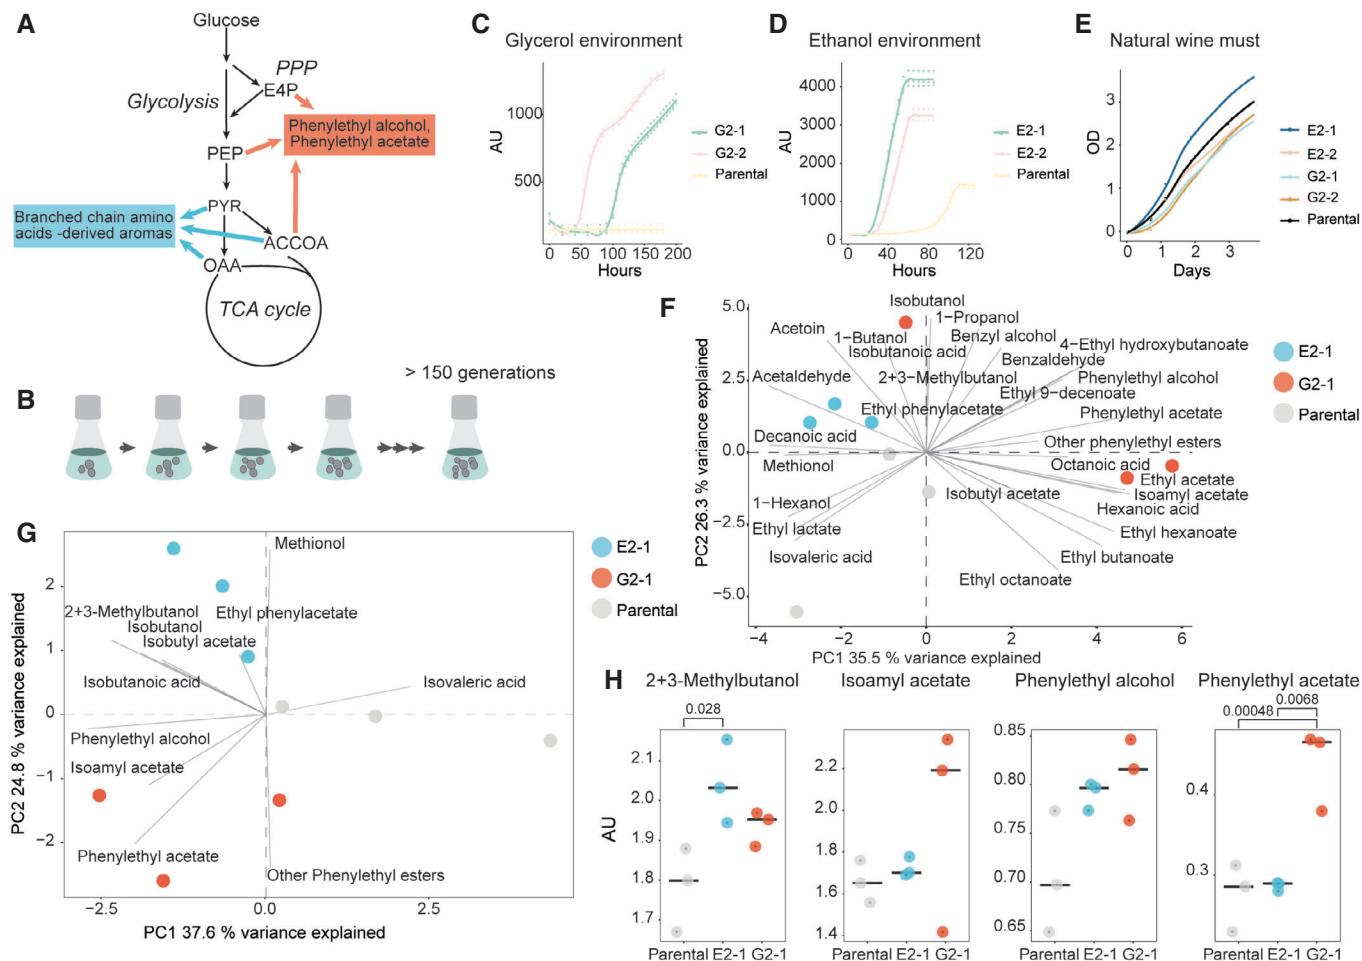 A
Glucose
PPP
E4P
Glycolysis
Phenylethyl alcohol,
Phenylethyl acetate
PEP
PYR
Branched chain amino
acids -derived aromas
ACCOA
OAA
TCA cycle
B
> 150 generations
C
Glycerol environment
AU
1000
500
0
50
100
150
200
Hours
G2-1
G2-2
Parental
D
Ethanol environment
AU
4000
3000
2000
4000
0
0
40
80
120
Hours
E2-1
E2-2
Parental
E
Natural wine must
OD
3
2
1
0
0
1
2
3
Days
E2-1
E2-2
G2-1
G2-2
Parental
F
PC2 26.3 % variance explained
5.0
2.5
0.0
−2.5
−5.0
Isobutanol
1−Propanol
Acetoin
1−Butanol
Benzyl alcohol
Isobutanoic acid
4−Ethyl hydroxybutanoate
Benzaldehyde
Acetaldehyde
2+3−Methylbutanol
Phenylethyl alcohol
Ethyl 9−decenoate
Ethyl phenylacetate
Phenylethyl acetate
Decanoic acid
Other phenylethyl esters
Methionol
Octanoic acid
Ethyl acetate
1−Hexanol
Isobutyl acetate
Isoamyl acetate
Hexanoic acid
Ethyl lactate
Ethyl hexanoate
Isovaleric acid
Ethyl butanoate
Ethyl octanoate
−4
−2
0
2
4
6
PC1 35.5 % variance explained
E2-1
G2-1
Parental
G
PC2 24.8 % variance explained
2
1
0
−1
−2
Methionol
2+3−Methylbutanol
Ethyl phenylacetate
Isobutanol
Isobutyl acetate
Isobutanoic acid
Isovaleric acid
Phenylethyl alcohol
Isoamyl acetate
Phenylethyl acetate
Other Phenylethyl esters
−2.5
0.0
2.5
PC1 37.6 % variance explained
E2-1
G2-1
Parental
H
2+3-Methylbutanol
AU
0.028
2.1
2.0
1.9
1.8
1.7
Parental E2-1 G2-1
Isoamyl acetate
2.2
2.0
1.8
1.6
1.4
Parental E2-1 G2-1
Phenylethyl alcohol
0.85
0.80
0.75
0.70
0.65
Parental E2-1 G2-1
Phenylethyl acetate
0.0068
0.00048
0.4
0.3
Parental E2-1 G2-1